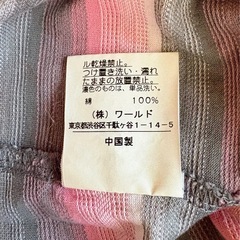 ル乾燥禁止。
つけ置き洗い・濡れ
たままの放置禁止。
濃色のものは、単品洗い。
綿 100%
(株)ワールド
東京都渋谷区千駄ケ谷1-14-5
中国製